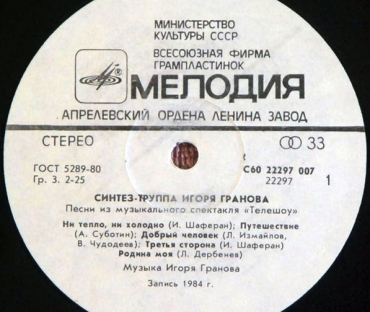 МИНИСТЕРСТВО
КУЛЬТУРЫ СССР
ВСЕСОЮЗНАЯ ФИРМА
ГРАМПЛАСТИНОК
МЕЛОДИЯ
АПРЕЛЕВСКИЙ ОРДЕНА ЛЕНИНА ЗАВОД
СТЕРЕО 33
ГОСТ 5289-80 С60 22297 007
Гр. 3. 2-25 22297 1
СИНТЕЗ-ТРУППА ИГОРЯ ГРАНОВА
Песни из музыкального спектакля «Телешоу»
Ни тепло, ни холодно (И. Шаферан); Путешествие
(А. Суботин); Добрый человек (Л. Измайлов,
В. Чудодеев); Третья сторона (И. Шаферан);
Родина моя (Л. Дербенев)
Музыка Игоря Гранова
Запись 1984 г.